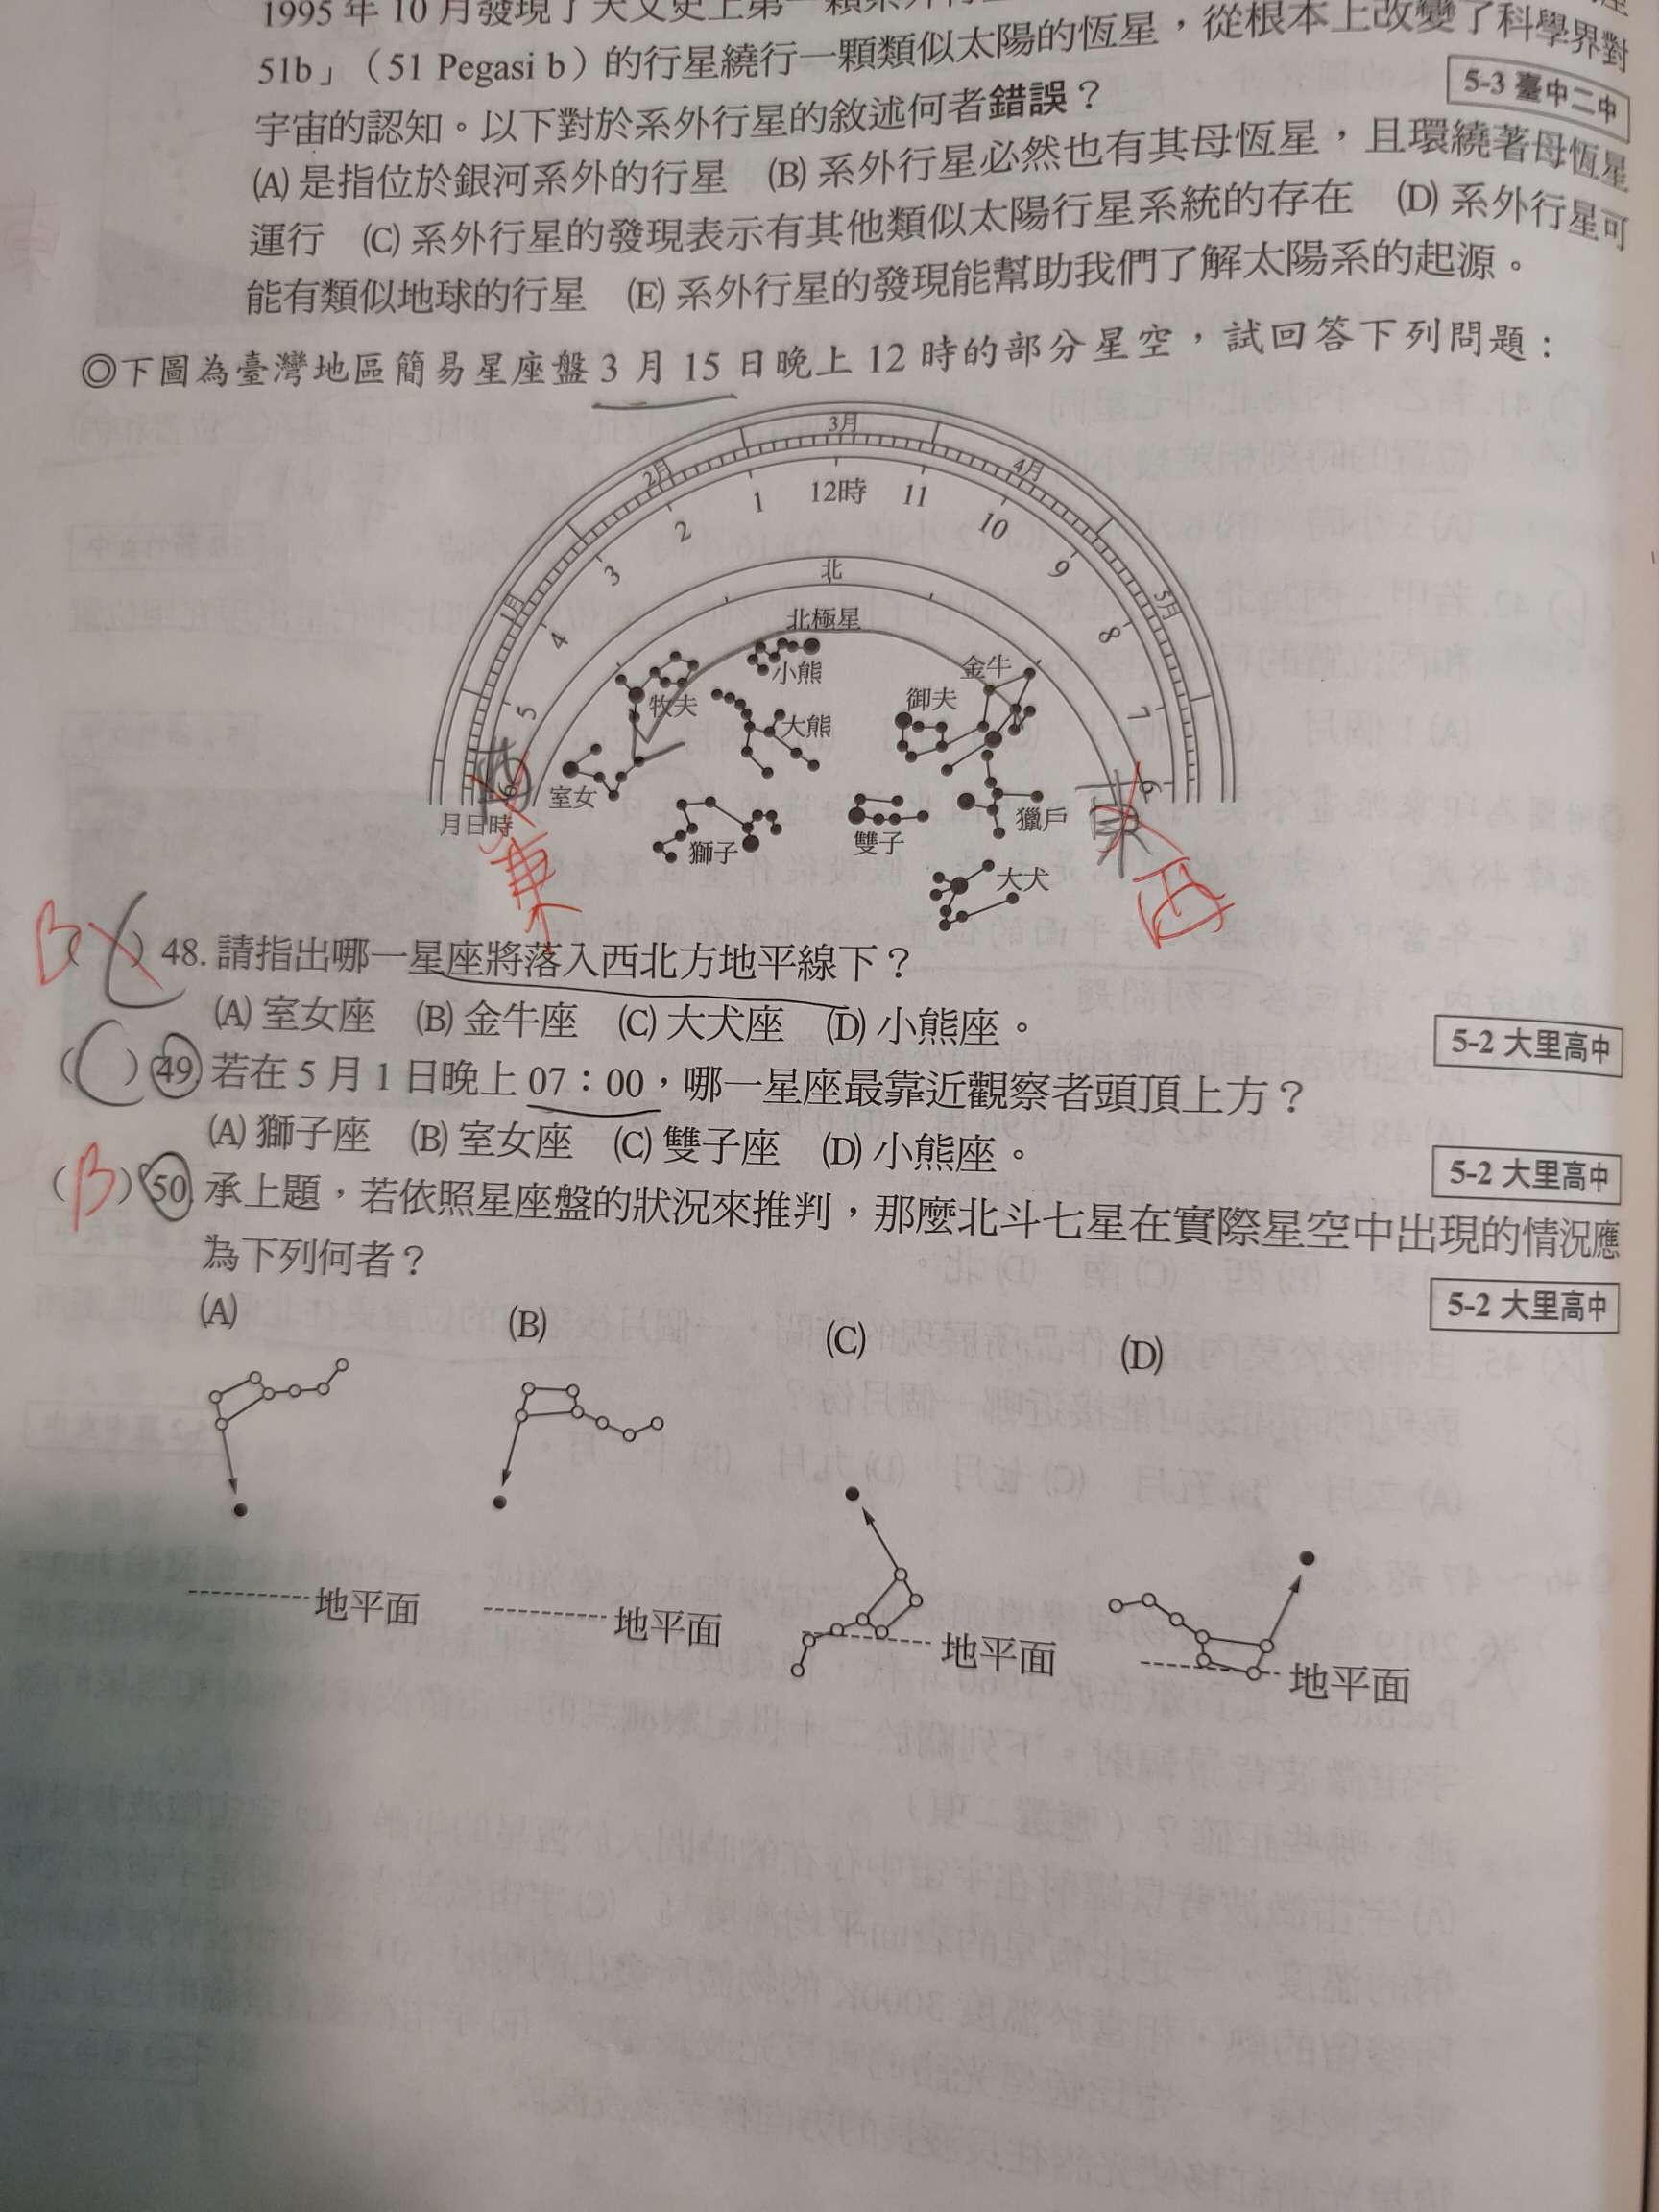 1995 年 10 月發現了天文史上第一顆系外行
51b」（51 Pegasi b）的行星繞行一顆類似太陽的恆星，從根本上改變了科學界對
宇宙的認知。以下對於系外行星的敘述何者錯誤？
5-3 臺中二中
(A) 是指位於銀河系外的行星 (B) 系外行星必然也有其母恆星，且環繞著母恆星
運行 (C) 系外行星的發現表示有其他類似太陽行星系統的存在 (D) 系外行星可
能有類似地球的行星 (E) 系外行星的發現能幫助我們了解太陽系的起源。
◎下圖為臺灣地區簡易星座盤 3 月 15 日晚上 12 時的部分星空，試回答下列問題：
1月 2月 3月 4月 5月
6 5 4 3 2 1 12時 11 10 9 8 7 6
北
北極星
小熊
金牛
牧夫
御夫
大熊
室女
月日時
獅子
雙子
獵戶
大犬
西
東
東
西
B
(C) 48. 請指出哪一星座將落入西北方地平線下？
(A) 室女座 (B) 金牛座 (C) 大犬座 (D) 小熊座。
5-2 大里高中
(C) 49. 若在 5 月 1 日晚上 07：00，哪一星座最靠近觀察者頭頂上方？
(A) 獅子座 (B) 室女座 (C) 雙子座 (D) 小熊座。
5-2 大里高中
(B) 50. 承上題，若依照星座盤的狀況來推判，那麼北斗七星在實際星空中出現的情況應
為下列何者？
5-2 大里高中
(A) (B) (C) (D)
地平面 地平面 地平面 地平面